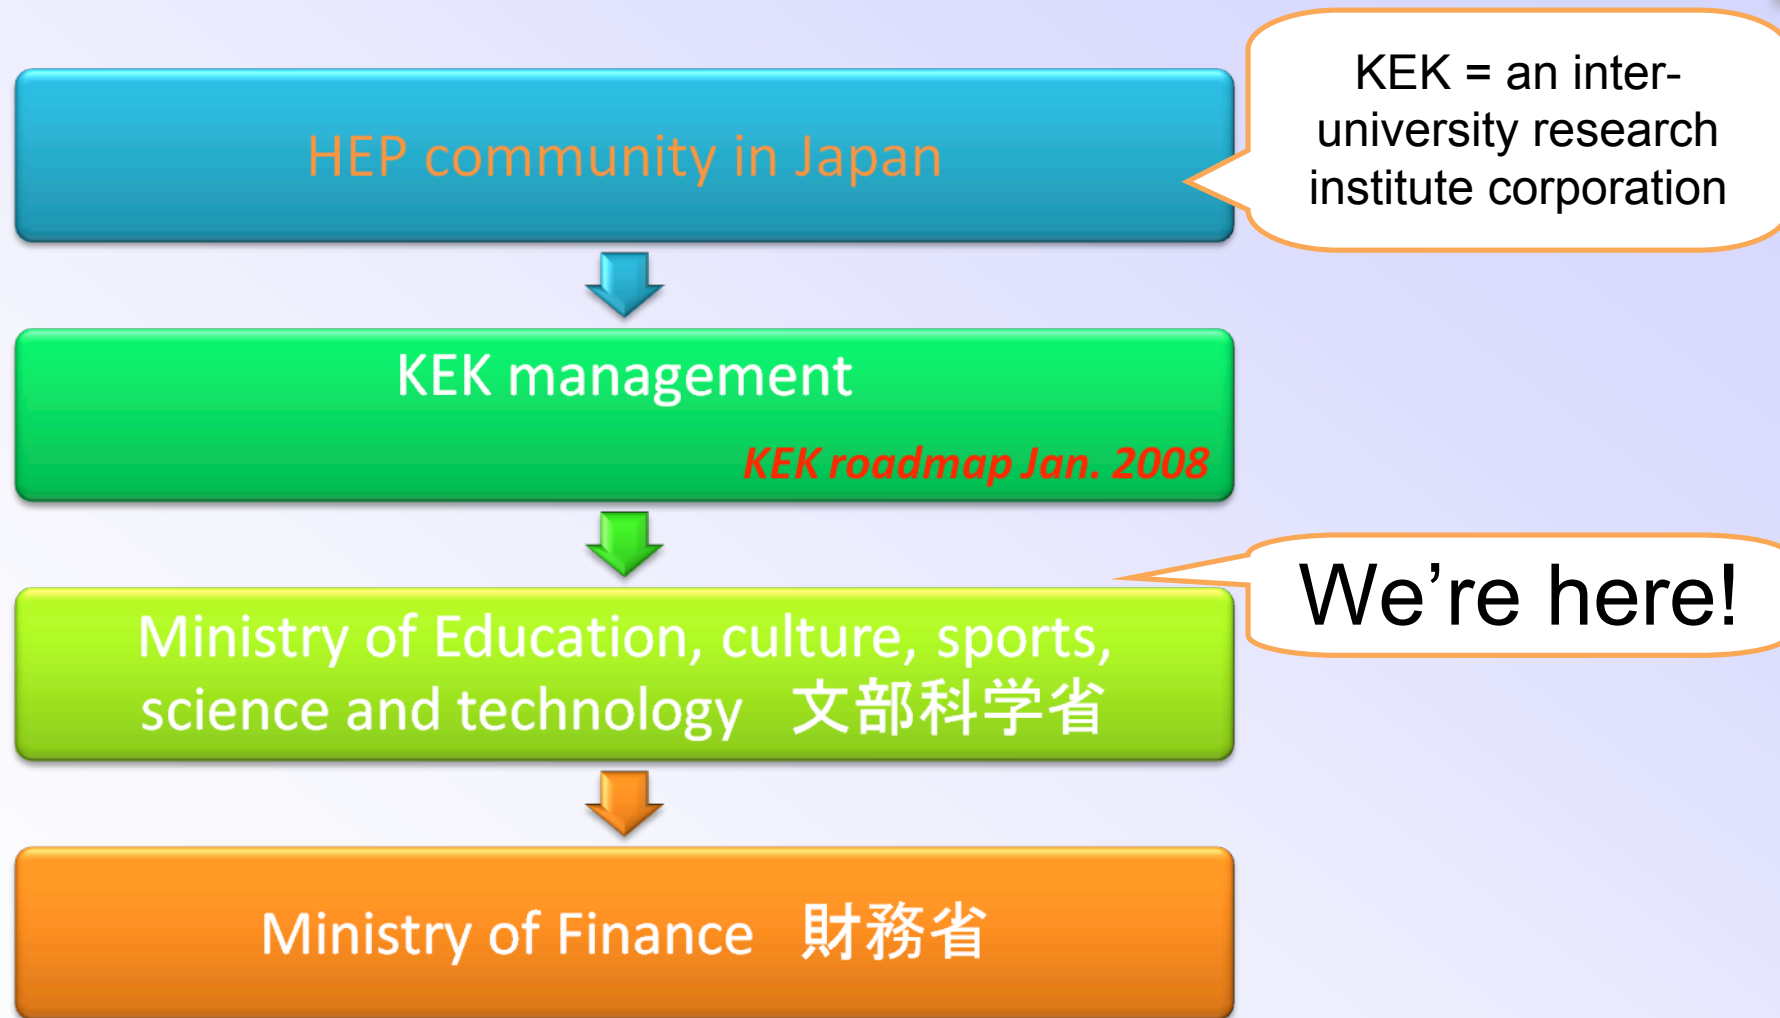 HEP community in Japan
KEK = an inter-
university research
institute corporation
KEK management
KEK roadmap Jan. 2008
We're here!
Ministry of Education, culture, sports,
science and technology 文部科学省
Ministry of Finance 財務省